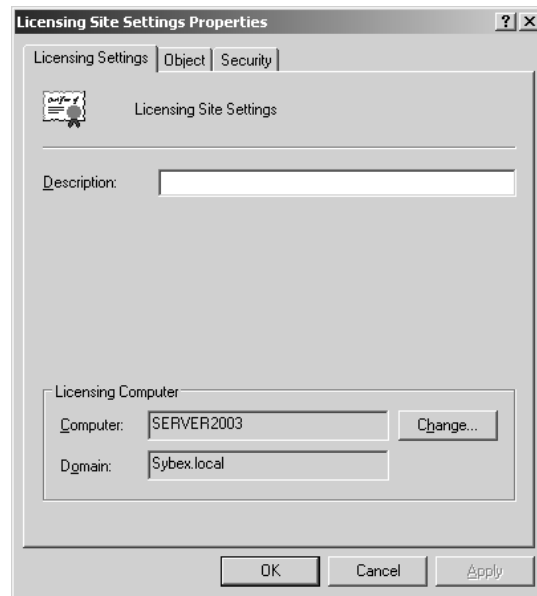 Licensing Site Settings Properties
Licensing Settings Object Security
Licensing Site Settings
Description:
Licensing Computer
Computer: SERVER2003 Change...
Domain: Sybex.local
OK Cancel Apply